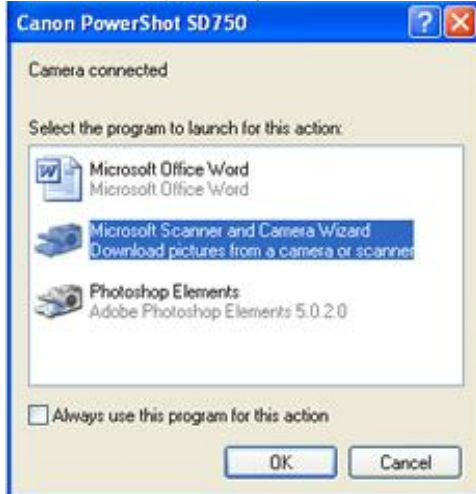 Canon PowerShot SD750
Camera connected
Select the program to launch for this action:
Microsoft Office Word
Microsoft Office Word
Microsoft Scanner and Camera Wizard
Download pictures from a camera or scanner
Photoshop Elements
Adobe Photoshop Elements 5.0.2.0
Always use this program for this action
OK Cancel